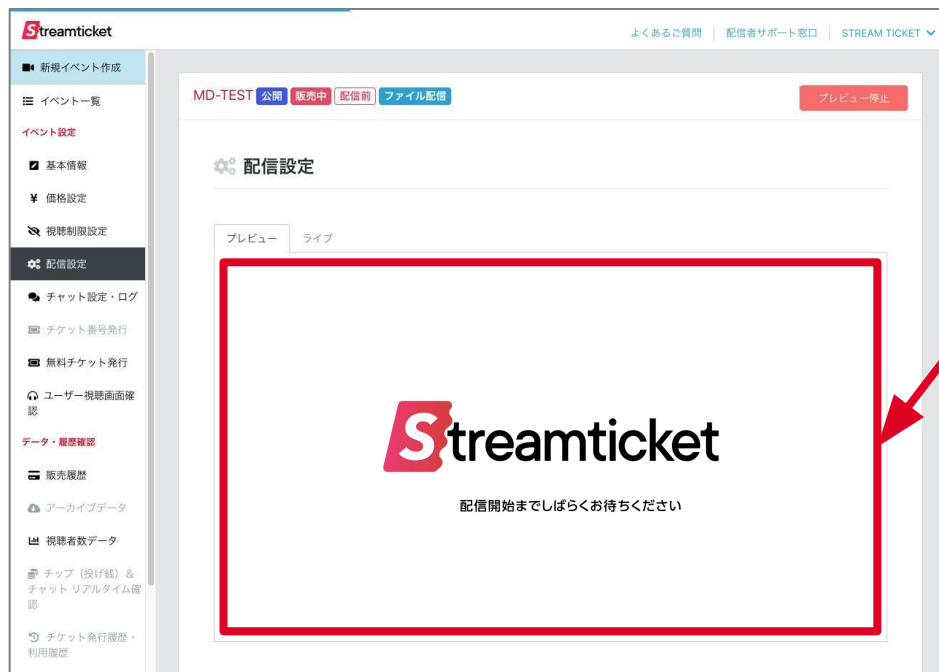 Streamticket
よくあるご質問
配信者サポート窓口
STREAM TICKET
新規イベント作成
イベント一覧
イベント設定
基本情報
価格設定
視聴制限設定
配信設定
チャット設定・ログ
チケット番号発行
無料チケット発行
ユーザー視聴画面確
認
データ・履歴確認
販売履歴
アーカイブデータ
視聴者数データ
チップ（投げ銭）＆
チャット リアルタイム確
認
チケット発行履歴・
利用履歴
MD-TEST 公開 販売中 配信前 ファイル配信
プレビュー停止
配信設定
プレビュー
ライブ
Streamticket
配信開始までしばらくお待ちください